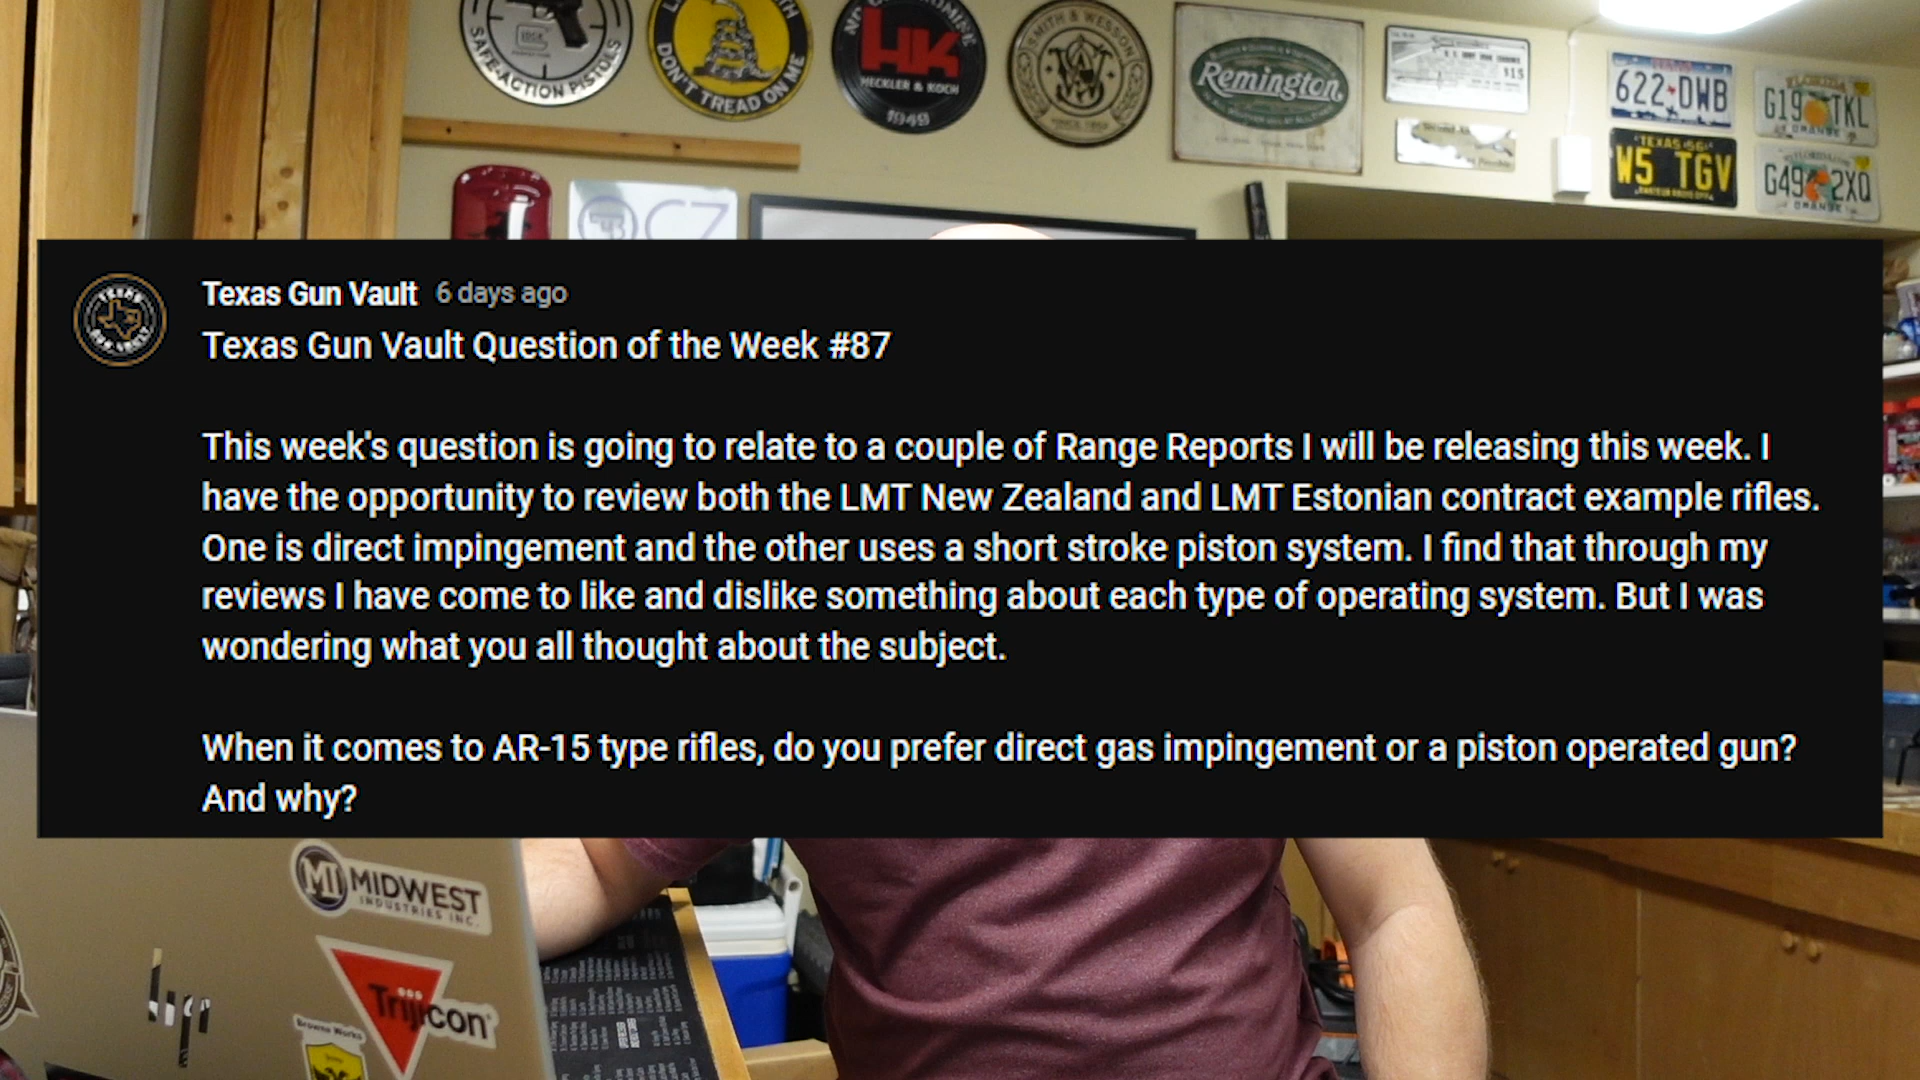 SAFE-ACTION PISTOLS
DON'T TREAD ON ME
HK
HECKLER & KOCH
1949
SMITH & WESSON
Remington
$15
622 DWB
FLORIDA
G19 TKL
ORANGE
TEXAS 56
W5 TGV
G49 2XQ
ORANGE
CZ
Texas Gun Vault 6 days ago
Texas Gun Vault Question of the Week #87
This week's question is going to relate to a couple of Range Reports I will be releasing this week. I
have the opportunity to review both the LMT New Zealand and LMT Estonian contract example rifles.
One is direct impingement and the other uses a short stroke piston system. I find that through my
reviews I have come to like and dislike something about each type of operating system. But I was
wondering what you all thought about the subject.
When it comes to AR-15 type rifles, do you prefer direct gas impingement or a piston operated gun?
And why?
MI MIDWEST
INDUSTRIES INC.
Trijicon
Browne Works